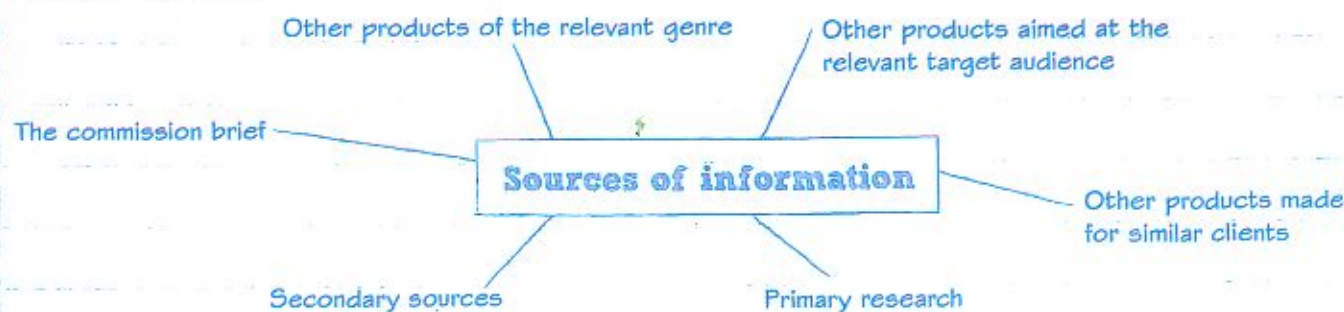 Other products of the relevant genre
Other products aimed at the
relevant target audience
The commission brief
Sources of information
Other products made
for similar clients
Secondary sources
Primary research